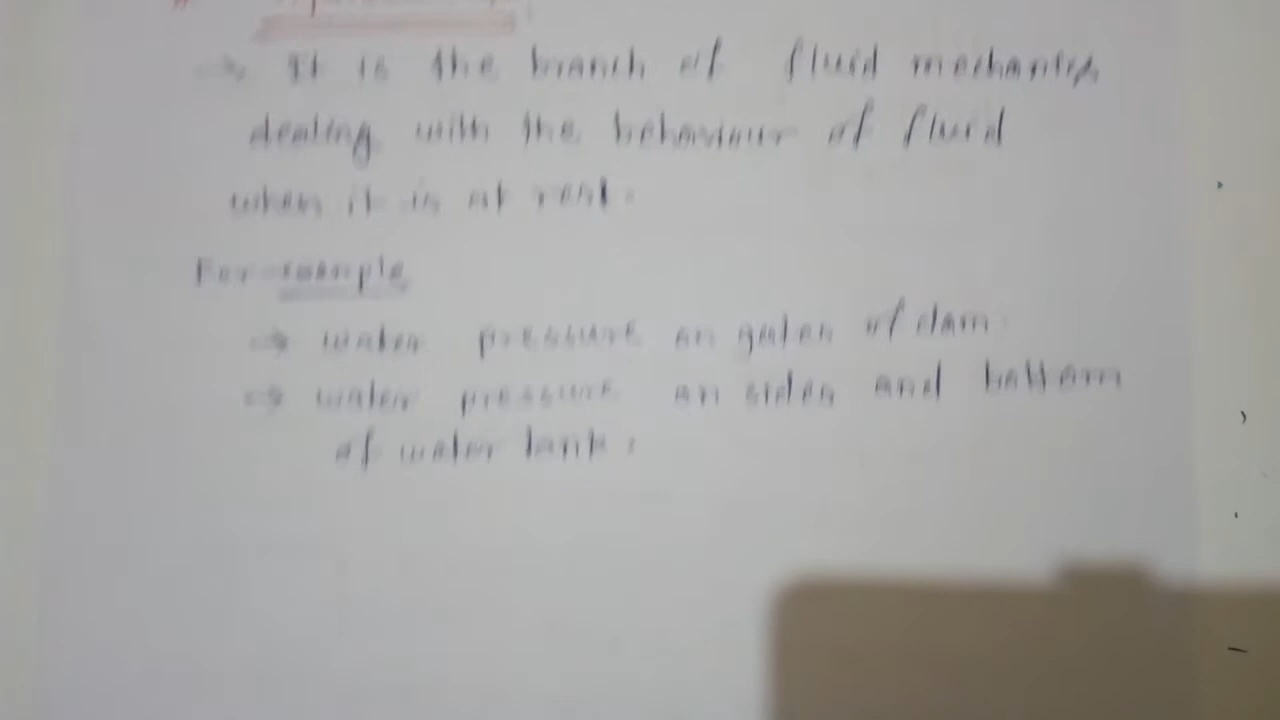 → It is the branch of fluid mechanics
dealing with the behaviour of fluid
when it is at rest.
For example
→ water pressure on gates of dam.
→ water pressure on sides and bottom
of water tank.